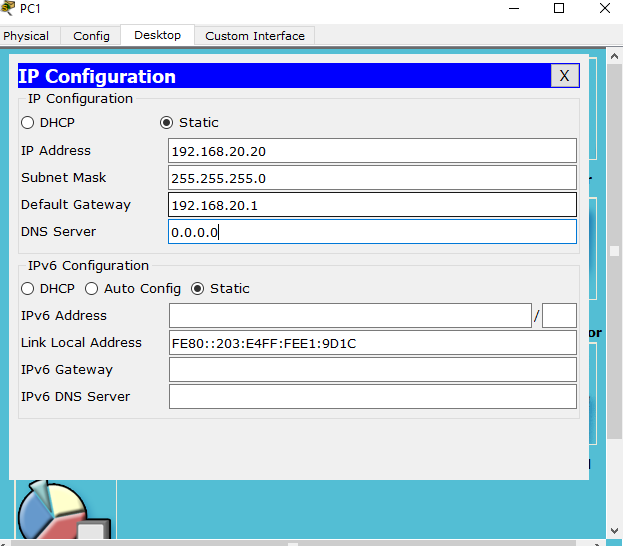 PC1
Physical Config Desktop Custom Interface
IP Configuration X
IP Configuration
DHCP Static
IP Address 192.168.20.20
Subnet Mask 255.255.255.0
Default Gateway 192.168.20.1
DNS Server 0.0.0.0
IPv6 Configuration
DHCP Auto Config Static
IPv6 Address /
Link Local Address FE80::203:E4FF:FEE1:9D1C
IPv6 Gateway
IPv6 DNS Server
or